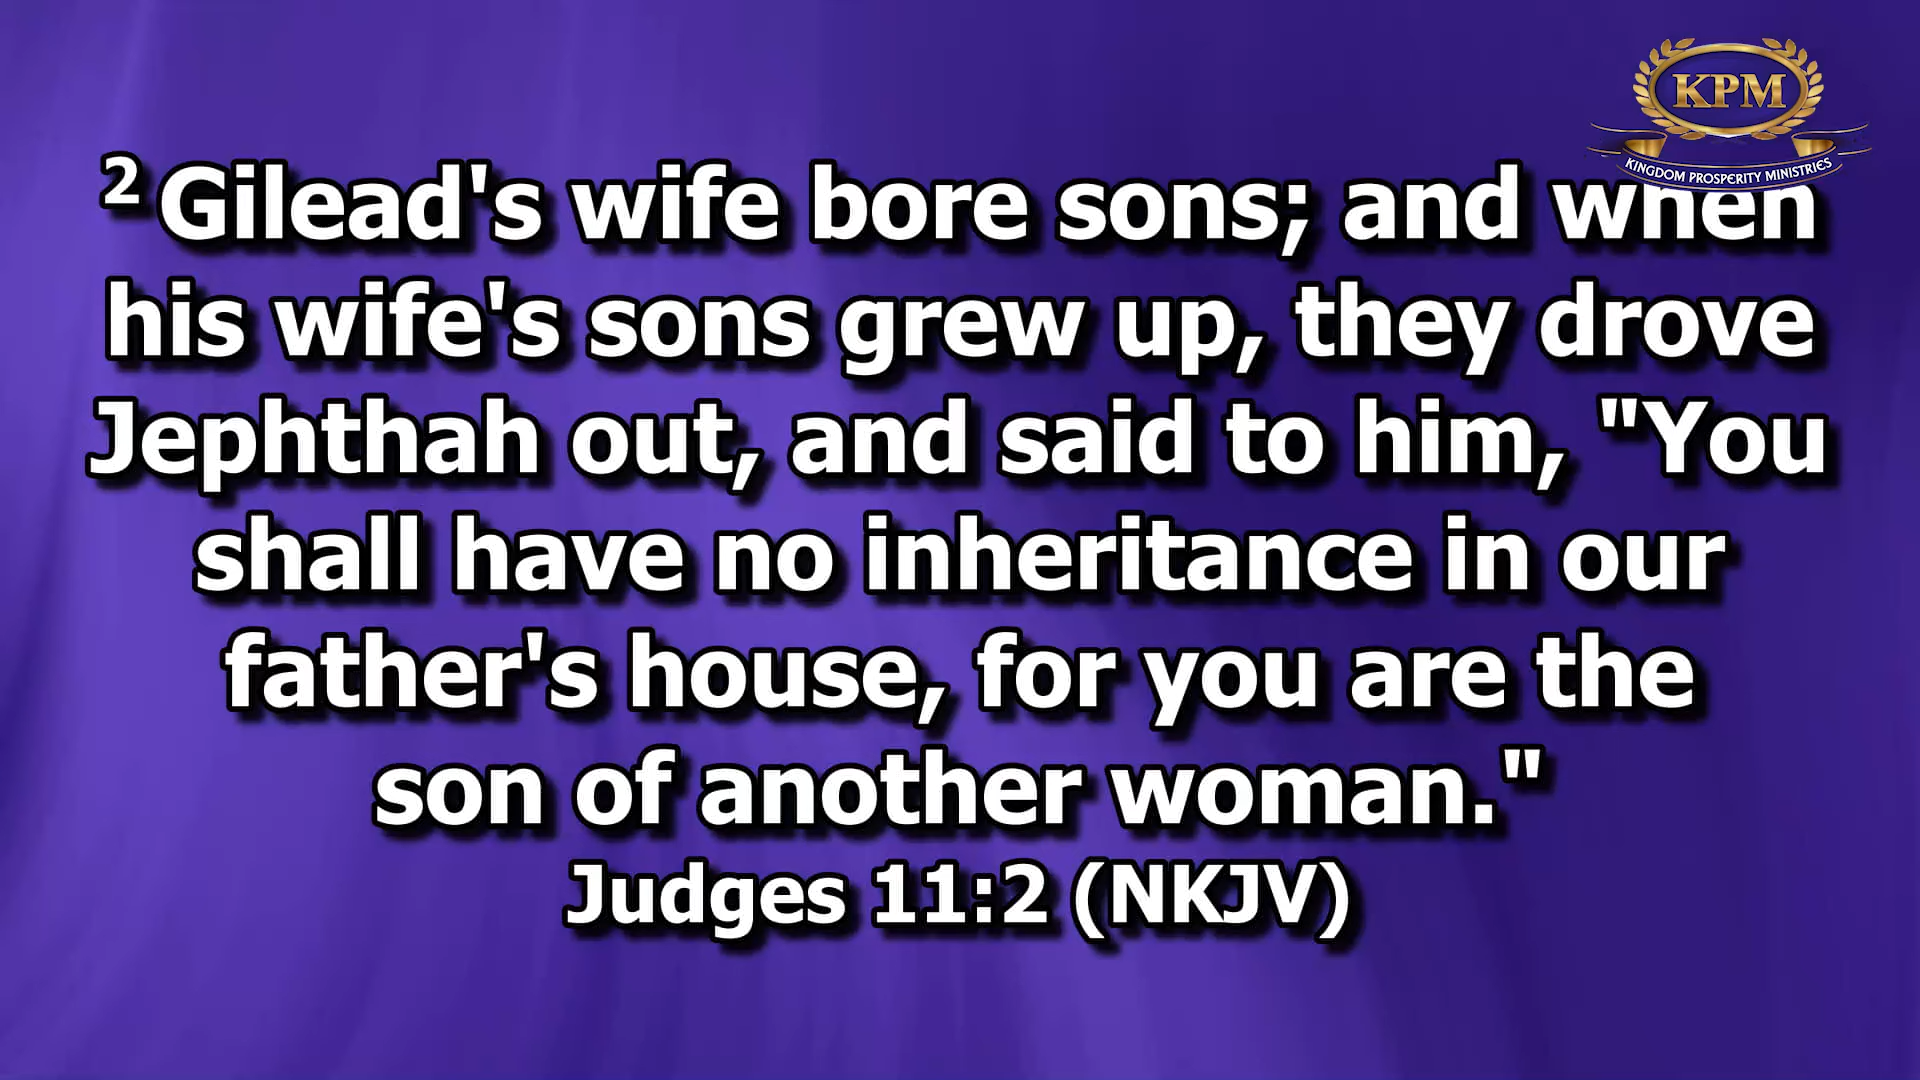 KPM
KINGDOM PROSPERITY MINISTRIES
2 Gilead's wife bore sons; and when
his wife's sons grew up, they drove
Jephthah out, and said to him, "You
shall have no inheritance in our
father's house, for you are the
son of another woman."
Judges 11:2 (NKJV)